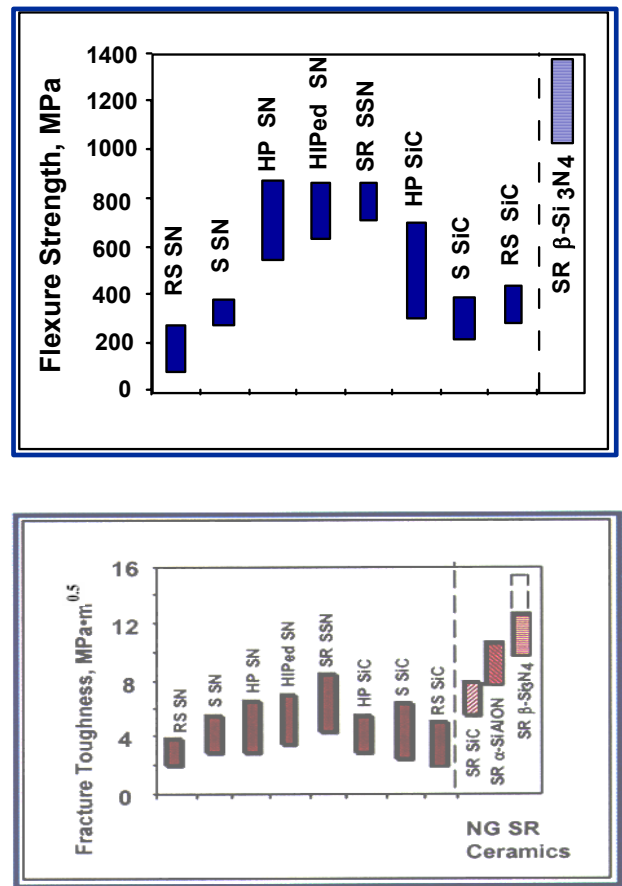 Flexure Strength, MPa
1400
1200
1000
800
600
400
200
0
RS SN
S SN
HP SN
HIPed SN
SR SSN
HP SiC
S SiC
RS SiC
SR β-Si3N4
Fracture Toughness, MPa•m0.5
16
12
8
4
0
RS SN
S SN
HP SN
HIPed SN
SR SSN
HP SiC
S SiC
RS SiC
SR SiC
SR α-SiAlON
SR β-Si3N4
NG SR
Ceramics